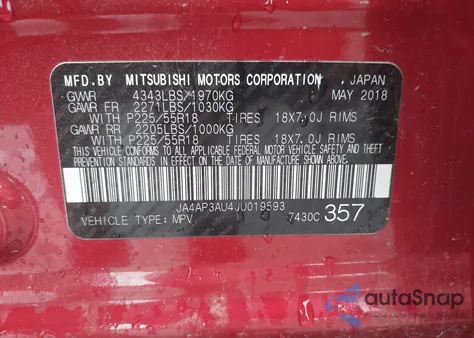 MFD.BY MITSUBISHI MOTORS CORPORATION , JAPAN
GVWR 4343LBS/1970KG MAY 2018
GAWR FR 2271LBS/1030KG
WITH P225/55R18 TIRES 18X7.0J RIMS
GAWR RR 2205LBS/1000KG
WITH P225/55R18 TIRES 18X7.0J RIMS
THIS VEHICLE CONFORMS TO ALL APPLICABLE U.S. FEDERAL MOTOR
VEHICLE SAFETY, BUMPER AND THEFT
PREVENTION STANDARDS IN EFFECT ON THE DATE OF MANUFACTURE
SHOWN ABOVE.
JA4AP3AU4JU019593
VEHICLE TYPE: MPV 7430C 357
autoSnap